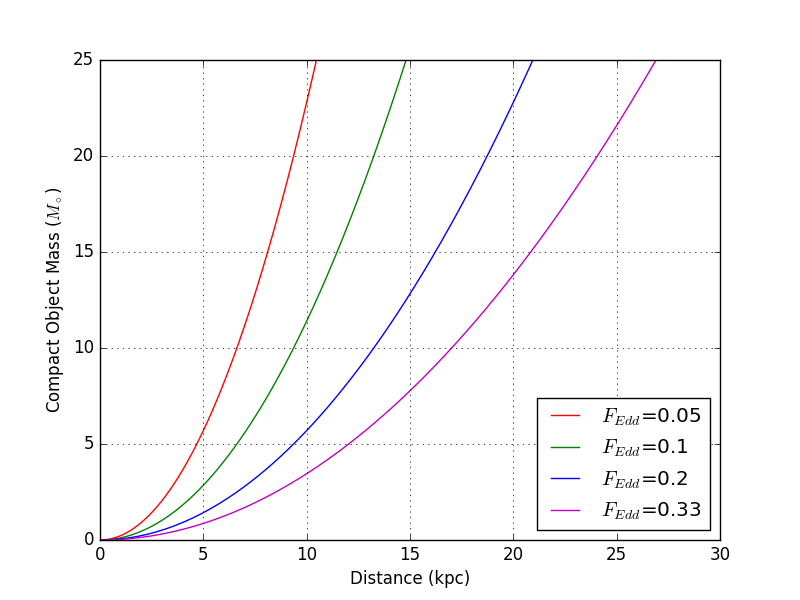 25
20
15
10
5
0
0 5 10 15 20 25 30
Compact Object Mass (M∘)
Distance (kpc)
F_Edd=0.05
F_Edd=0.1
F_Edd=0.2
F_Edd=0.33